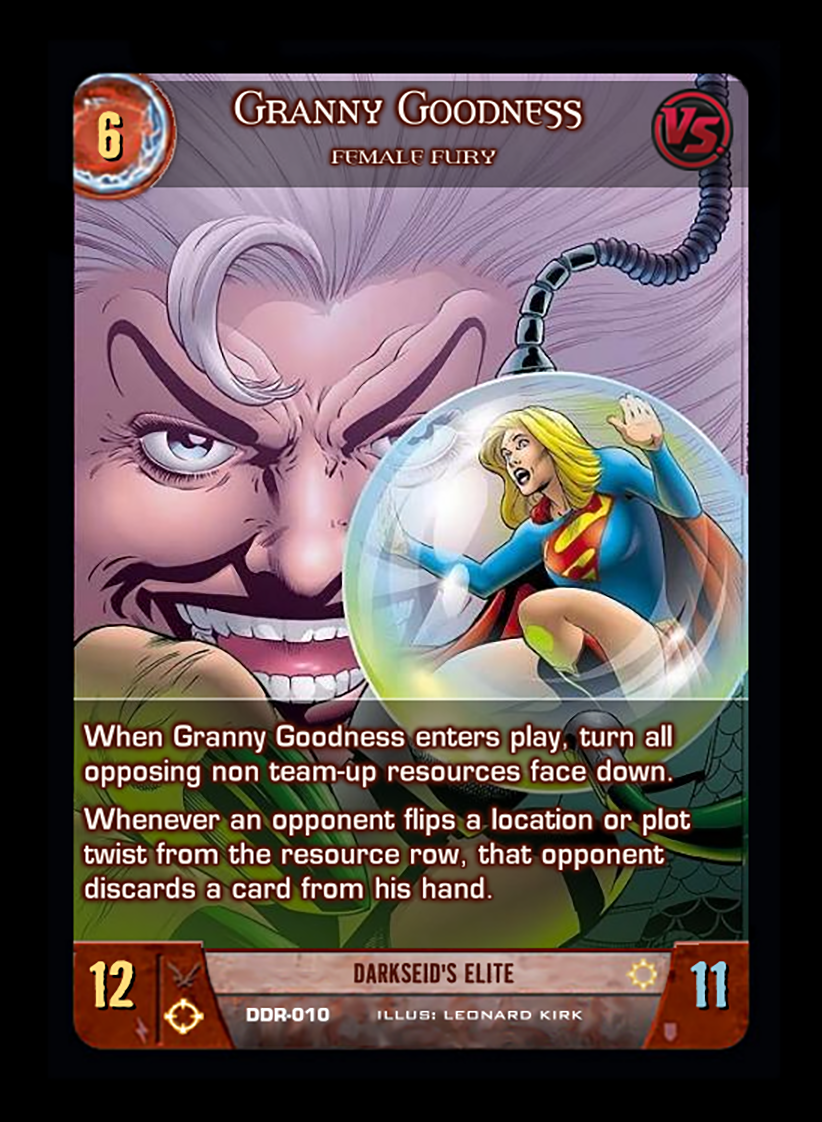 6
GRANNY GOODNESS
VS.
FEMALE FURY
When Granny Goodness enters play, turn all
opposing non team-up resources face down.
Whenever an opponent flips a location or plot
twist from the resource row, that opponent
discards a card from his hand.
12
DARKSEID'S ELITE
11
DDR-010 ILLUS: LEONARD KIRK